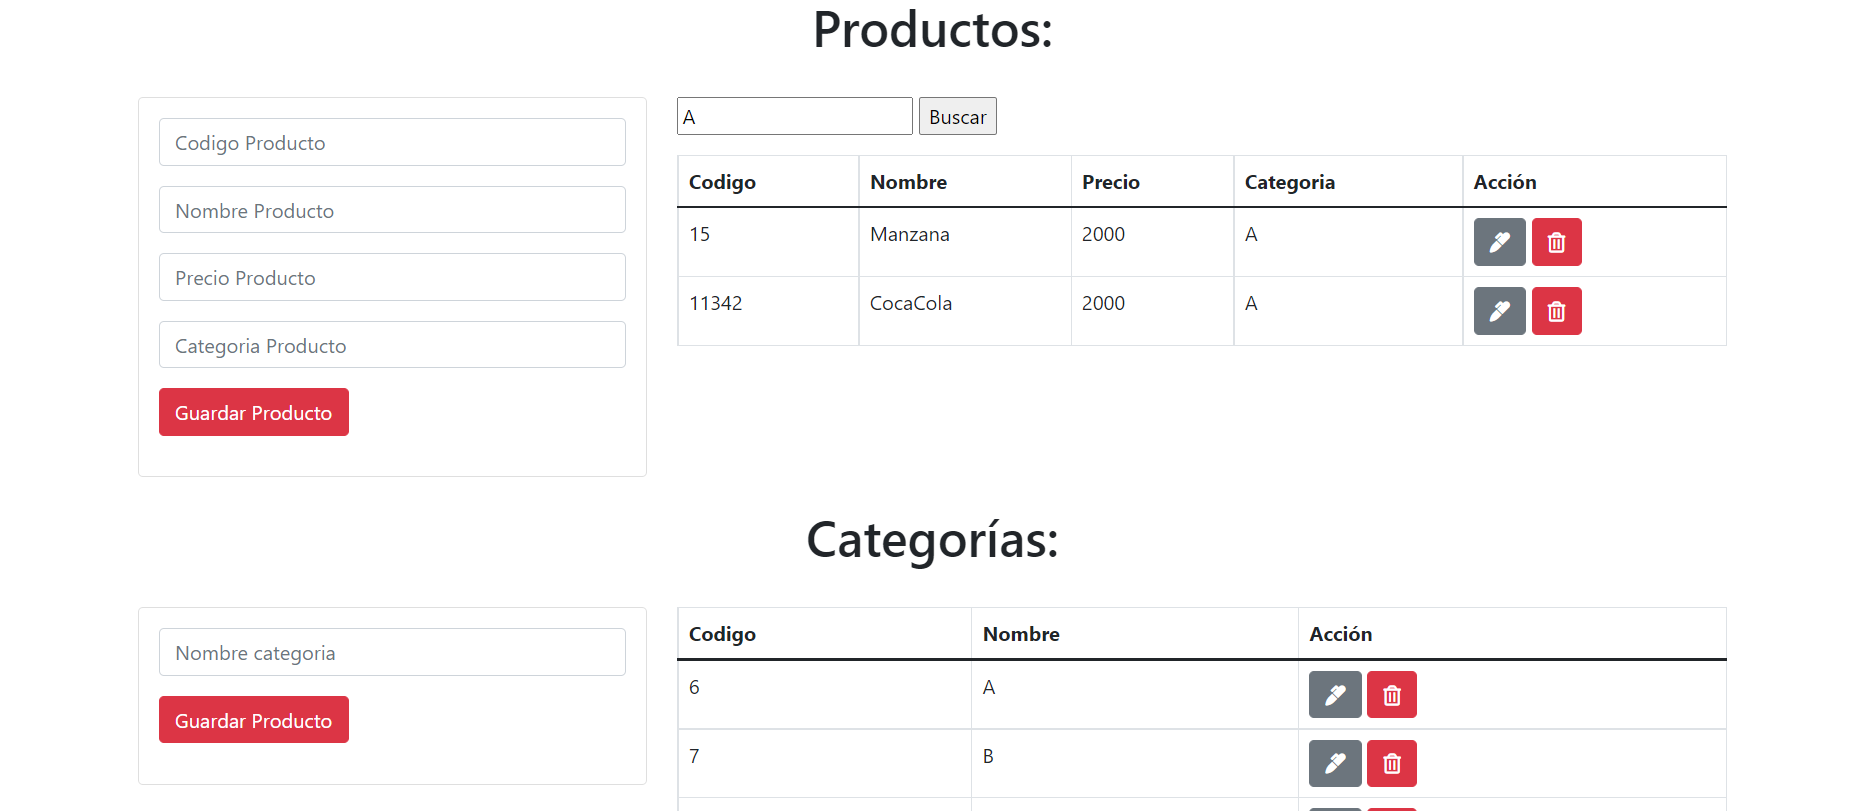 Productos:
Codigo Producto
Nombre Producto
Precio Producto
Categoria Producto
Guardar Producto
A Buscar
Codigo Nombre Precio Categoria Acción
15 Manzana 2000 A
11342 CocaCola 2000 A
Categorías:
Nombre categoria
Guardar Producto
Codigo Nombre Acción
6 A
7 B